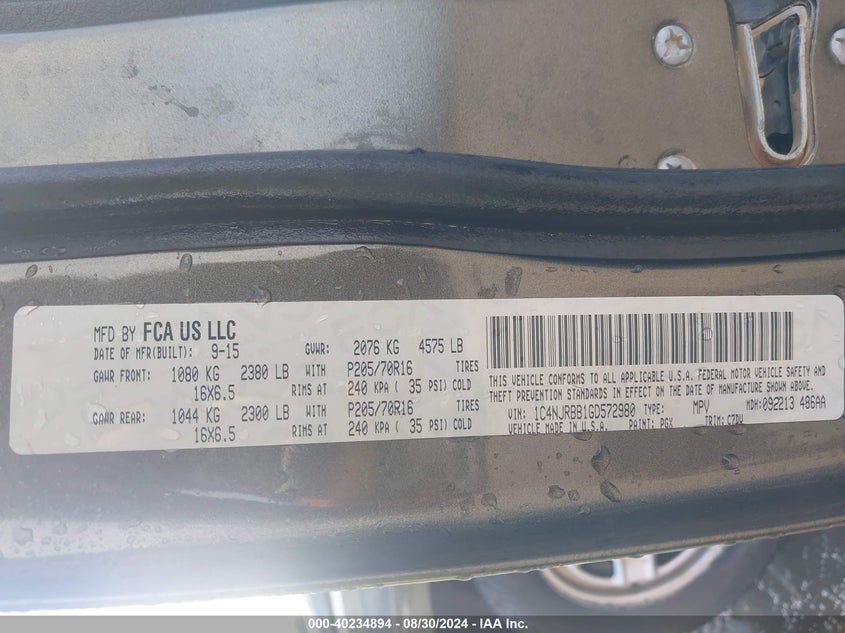 MFD BY FCA US LLC
DATE OF MFR(BUILT): 9-15 GVWR: 2076 KG 4575 LB
GAWR FRONT: 1080 KG 2380 LB WITH P205/70R16 TIRES
16X6.5 RIMS AT 240 KPA ( 35 PSI) COLD
GAWR REAR: 1044 KG 2300 LB WITH P205/70R16 TIRES
16X6.5 RIMS AT 240 KPA ( 35 PSI) COLD
THIS VEHICLE CONFORMS TO ALL APPLICABLE U.S.A. FEDERAL MOTOR VEHICLE SAFETY AND
THEFT PREVENTION STANDARDS IN EFFECT ON THE DATE OF MANUFACTURE SHOWN ABOVE.
VIN: 1C4NJRBB1GD572980 TYPE: MPV MDH: 092213 486AA
VEHICLE MADE IN U.S.A. PAINT: PGX TRIM: C7DV
000-40234894 - 08/30/2024 - IAA Inc.